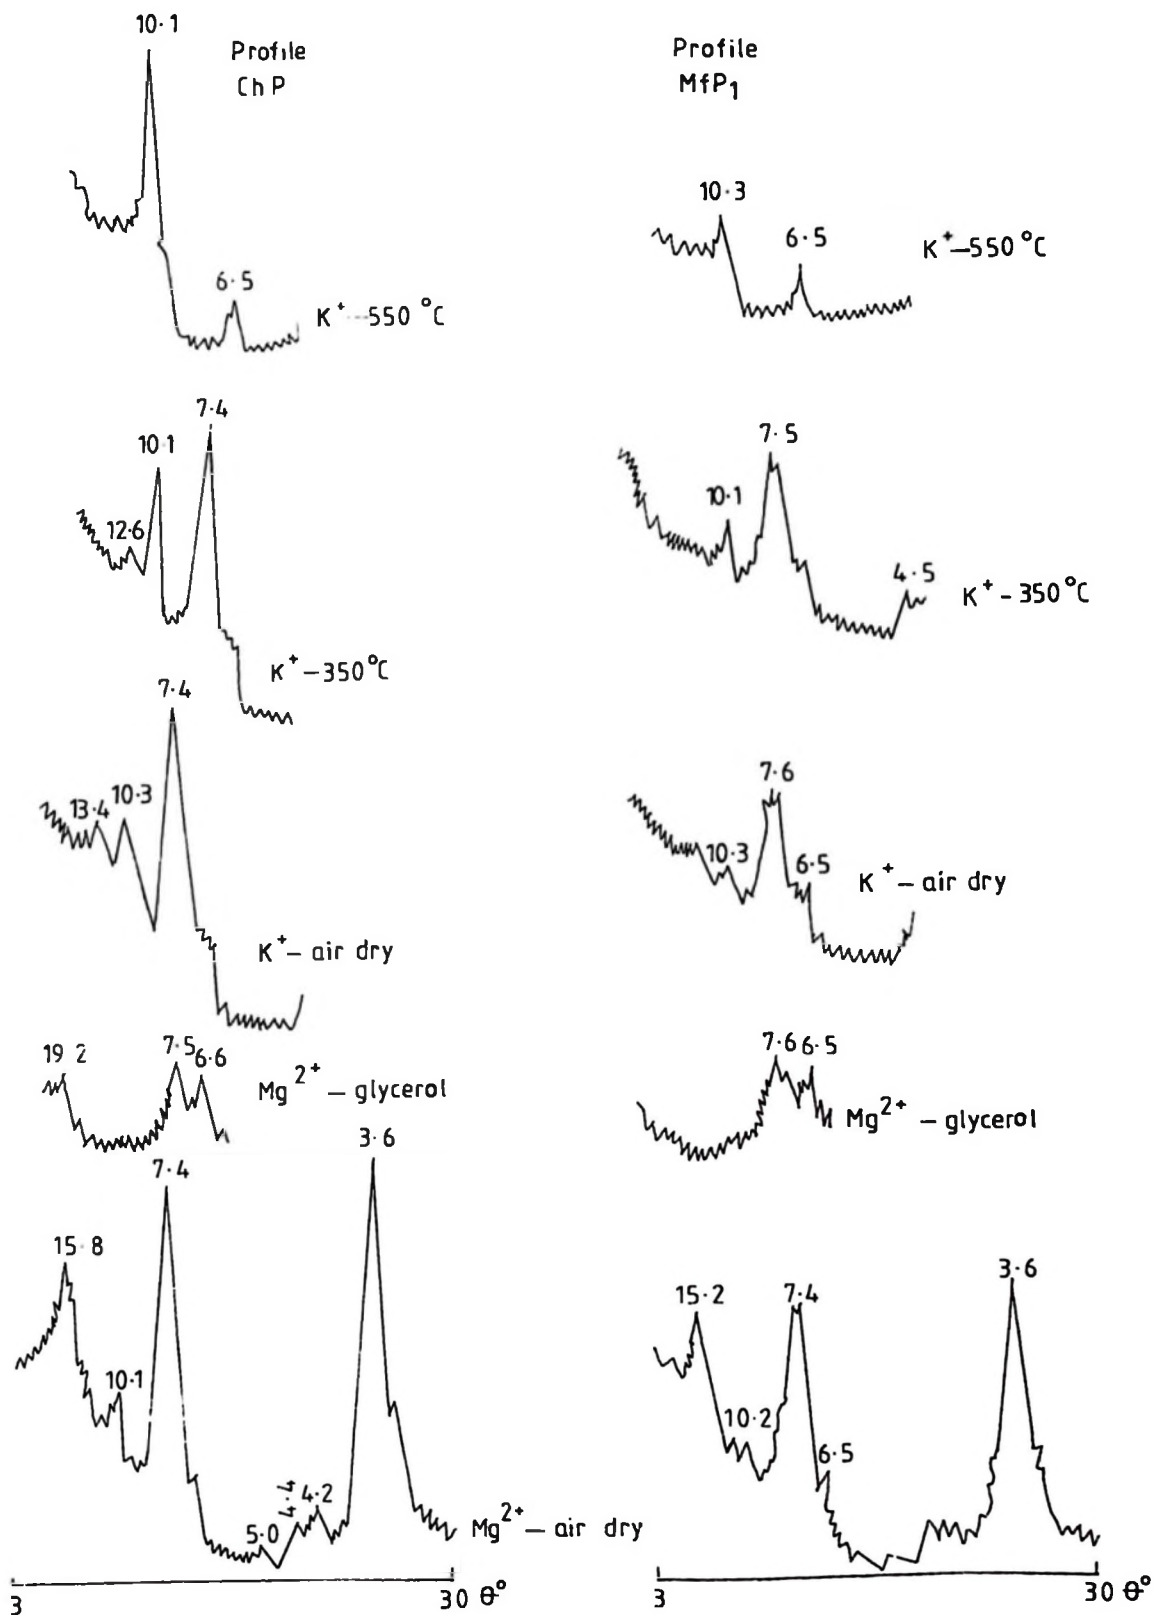 Profile
ChP
10·1
6·5
K⁺ --550 °C
12·6
10·1
7·4
K⁺ – 350 °C
13·4
10·3
7·4
K⁺ – air dry
19 2
7·5
6·6
Mg²⁺ – glycerol
15·8
10·1
7·4
5·0
4·4
4·2
3·6
Mg²⁺ – air dry
3
30 θ°
Profile
MfP₁
10·3
6·5
K⁺ –550 °C
10·1
7·5
4·5
K⁺ - 350 °C
10·3
7·6
6·5
K⁺ – air dry
7·6
6·5
Mg²⁺ – glycerol
15·2
10·2
7·4
6·5
3·6
3
30 θ°